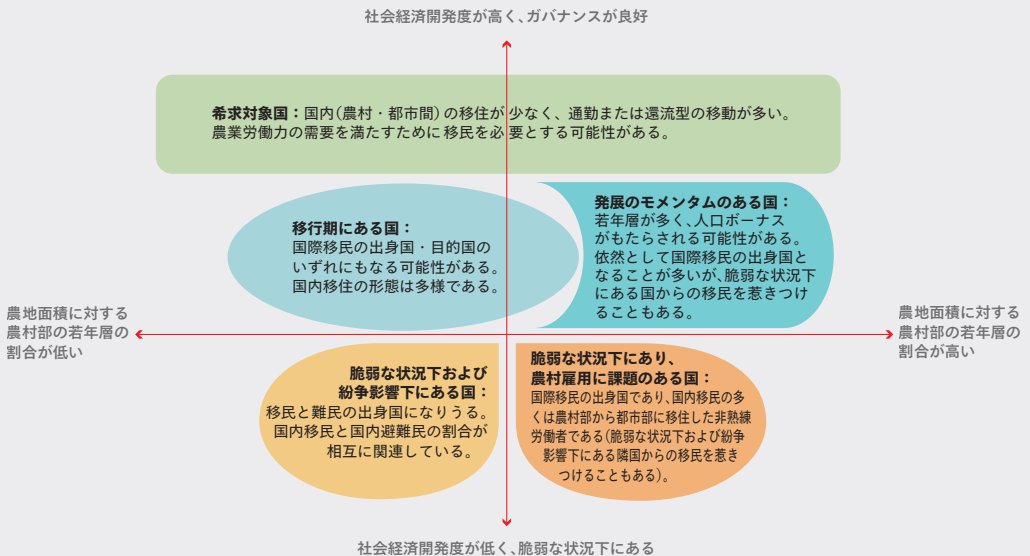 社会経済開発度が高く、ガバナンスが良好
希求対象国：国内（農村・都市間）の移住が少なく、通勤または還流型の移動が多い。
農業労働力の需要を満たすために移民を必要とする可能性がある。
移行期にある国：
国際移民の出身国・目的国の
いずれにもなる可能性がある。
国内移住の形態は多様である。
発展のモメンタムのある国：
若年層が多く、人口ボーナス
がもたらされる可能性がある。
依然として国際移民の出身国と
なることが多いが、脆弱な状況下
にある国からの移民を惹きつけ
ることもある。
農地面積に対する
農村部の若年層の
割合が低い
農地面積に対する
農村部の若年層の
割合が高い
脆弱な状況下および
紛争影響下にある国：
移民と難民の出身国になりうる。
国内移民と国内避難民の割合が
相互に関連している。
脆弱な状況下にあり、
農村雇用に課題のある国：
国際移民の出身国であり、国内移民の多
くは農村部から都市部に移住した非熟練
労働者である（脆弱な状況下および紛争
影響下にある隣国からの移民を惹き
つけることもある）。
社会経済開発度が低く、脆弱な状況下にある